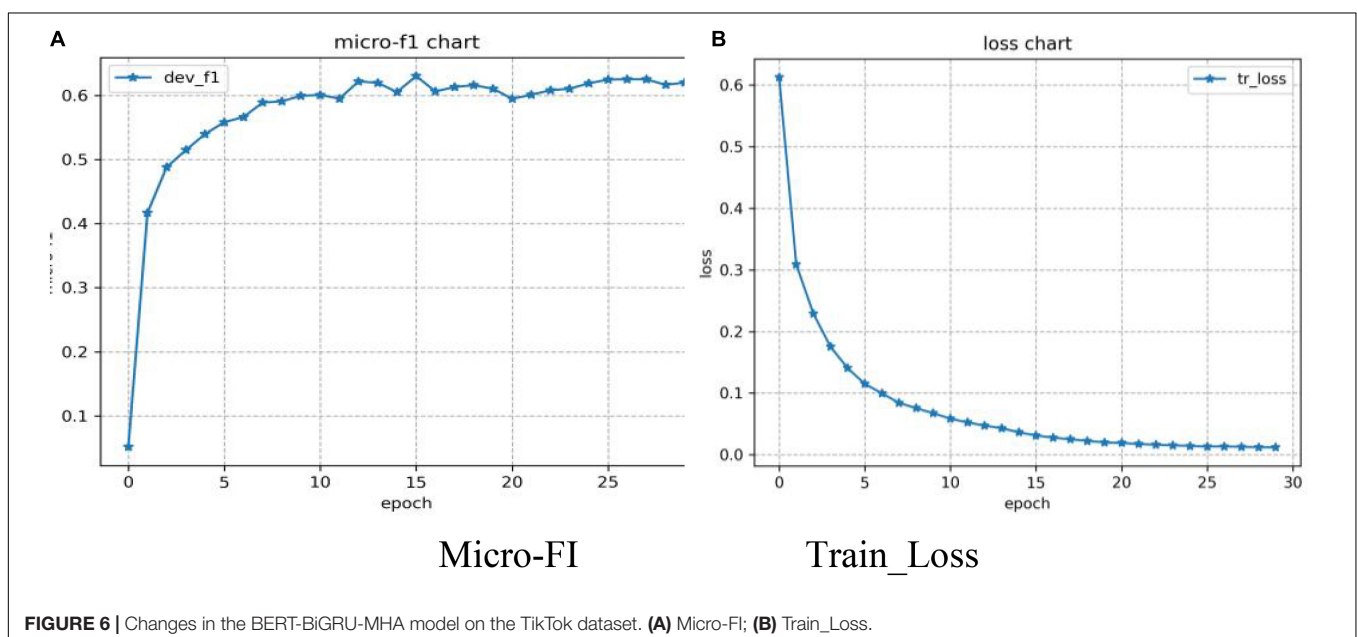 A
micro-f1 chart
dev_f1
0.6
0.5
0.4
0.3
0.2
0.1
0 5 10 15 20 25
epoch
B
loss chart
tr_loss
0.6
0.5
0.4
0.3
0.2
0.1
0.0
loss
0 5 10 15 20 25 30
epoch
Micro-FI
Train_Loss
FIGURE 6 | Changes in the BERT-BiGRU-MHA model on the TikTok dataset. (A) Micro-FI; (B) Train_Loss.